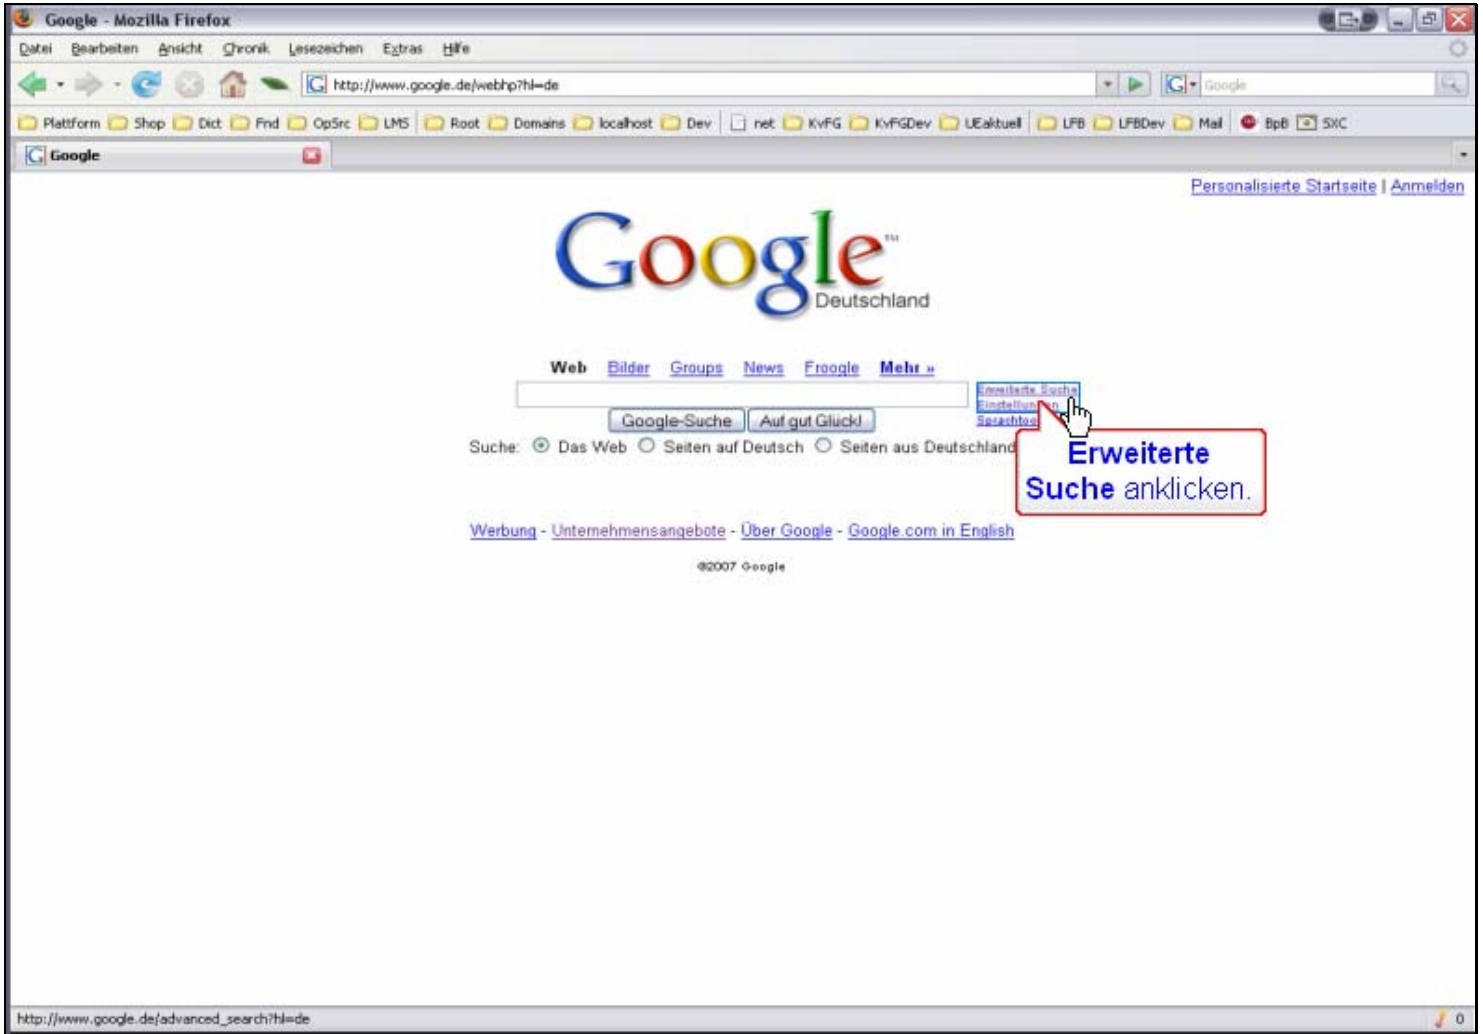 Google - Mozilla Firefox
Datei Bearbeiten Ansicht Chronik Lesezeichen Extras Hilfe
http://www.google.de/webhp?hl=de Google
Plattform Shop Dict Fnd OpSrc LMS Root Domains localhost Dev net KvFG KvFGDev UEaktuell LFB LFBDev Mail BpB SXC
Google
Personalisierte Startseite | Anmelden
Google™
Deutschland
Web Bilder Groups News Froogle Mehr »
Erweiterte Suche
Google-Suche Auf gut Glück!
Suche: Das Web Seiten auf Deutsch Seiten aus Deutschland
Erweiterte
Suche anklicken.
Werbung - Unternehmensangebote - Über Google - Google.com in English
©2007 Google
http://www.google.de/advanced_search?hl=de 0